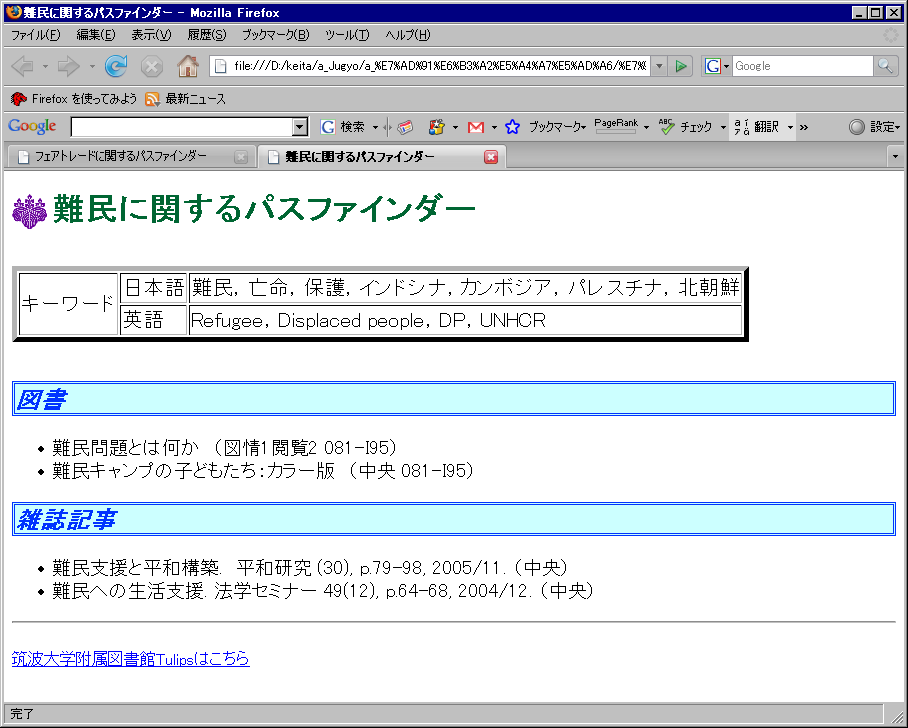 難民に関するパスファインダー - Mozilla Firefox
ファイル(F) 編集(E) 表示(V) 履歴(S) ブックマーク(B) ツール(T) ヘルプ(H)
file:///D:/keita/a_Jugyo/a_%E7%AD%91%E6%B3%A2%E5%A4%A7%E5%AD%A6/%E7% G Google
Firefox を使ってみよう 最新ニュース
Google G 検索 ブックマーク PageRank ABC チェック 翻訳 » 設定
フェアトレードに関するパスファインダー 難民に関するパスファインダー
難民に関するパスファインダー
キーワード 日本語 難民, 亡命, 保護, インドシナ, カンボジア, パレスチナ, 北朝鮮
英語 Refugee, Displaced people, DP, UNHCR
図書
• 難民問題とは何か （図情1閲覧2 081-I95）
• 難民キャンプの子どもたち：カラー版 （中央 081-I95）
雑誌記事
• 難民支援と平和構築. 平和研究 (30), p.79-98, 2005/11. （中央）
• 難民への生活支援. 法学セミナー 49(12), p.64-68, 2004/12. （中央）
筑波大学附属図書館Tulipsはこちら
完了